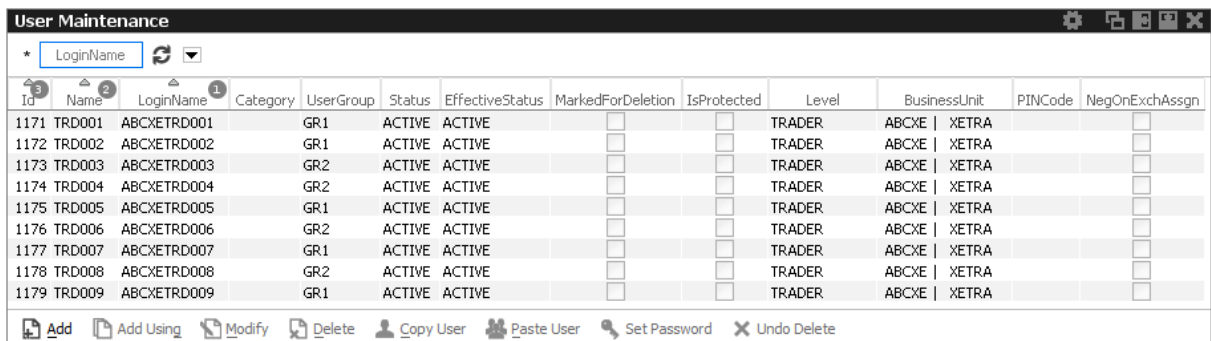 User Maintenance
* LoginName
Id 3 Name 2 LoginName 1 Category UserGroup Status EffectiveStatus MarkedForDeletion IsProtected Level BusinessUnit PINCode NegOnExchAssgn
1171 TRD001 ABCXETRD001 GR1 ACTIVE ACTIVE TRADER ABCXE | XETRA
1172 TRD002 ABCXETRD002 GR1 ACTIVE ACTIVE TRADER ABCXE | XETRA
1173 TRD003 ABCXETRD003 GR2 ACTIVE ACTIVE TRADER ABCXE | XETRA
1174 TRD004 ABCXETRD004 GR2 ACTIVE ACTIVE TRADER ABCXE | XETRA
1175 TRD005 ABCXETRD005 GR1 ACTIVE ACTIVE TRADER ABCXE | XETRA
1176 TRD006 ABCXETRD006 GR2 ACTIVE ACTIVE TRADER ABCXE | XETRA
1177 TRD007 ABCXETRD007 GR1 ACTIVE ACTIVE TRADER ABCXE | XETRA
1178 TRD008 ABCXETRD008 GR2 ACTIVE ACTIVE TRADER ABCXE | XETRA
1179 TRD009 ABCXETRD009 GR1 ACTIVE ACTIVE TRADER ABCXE | XETRA
Add Add Using Modify Delete Copy User Paste User Set Password Undo Delete